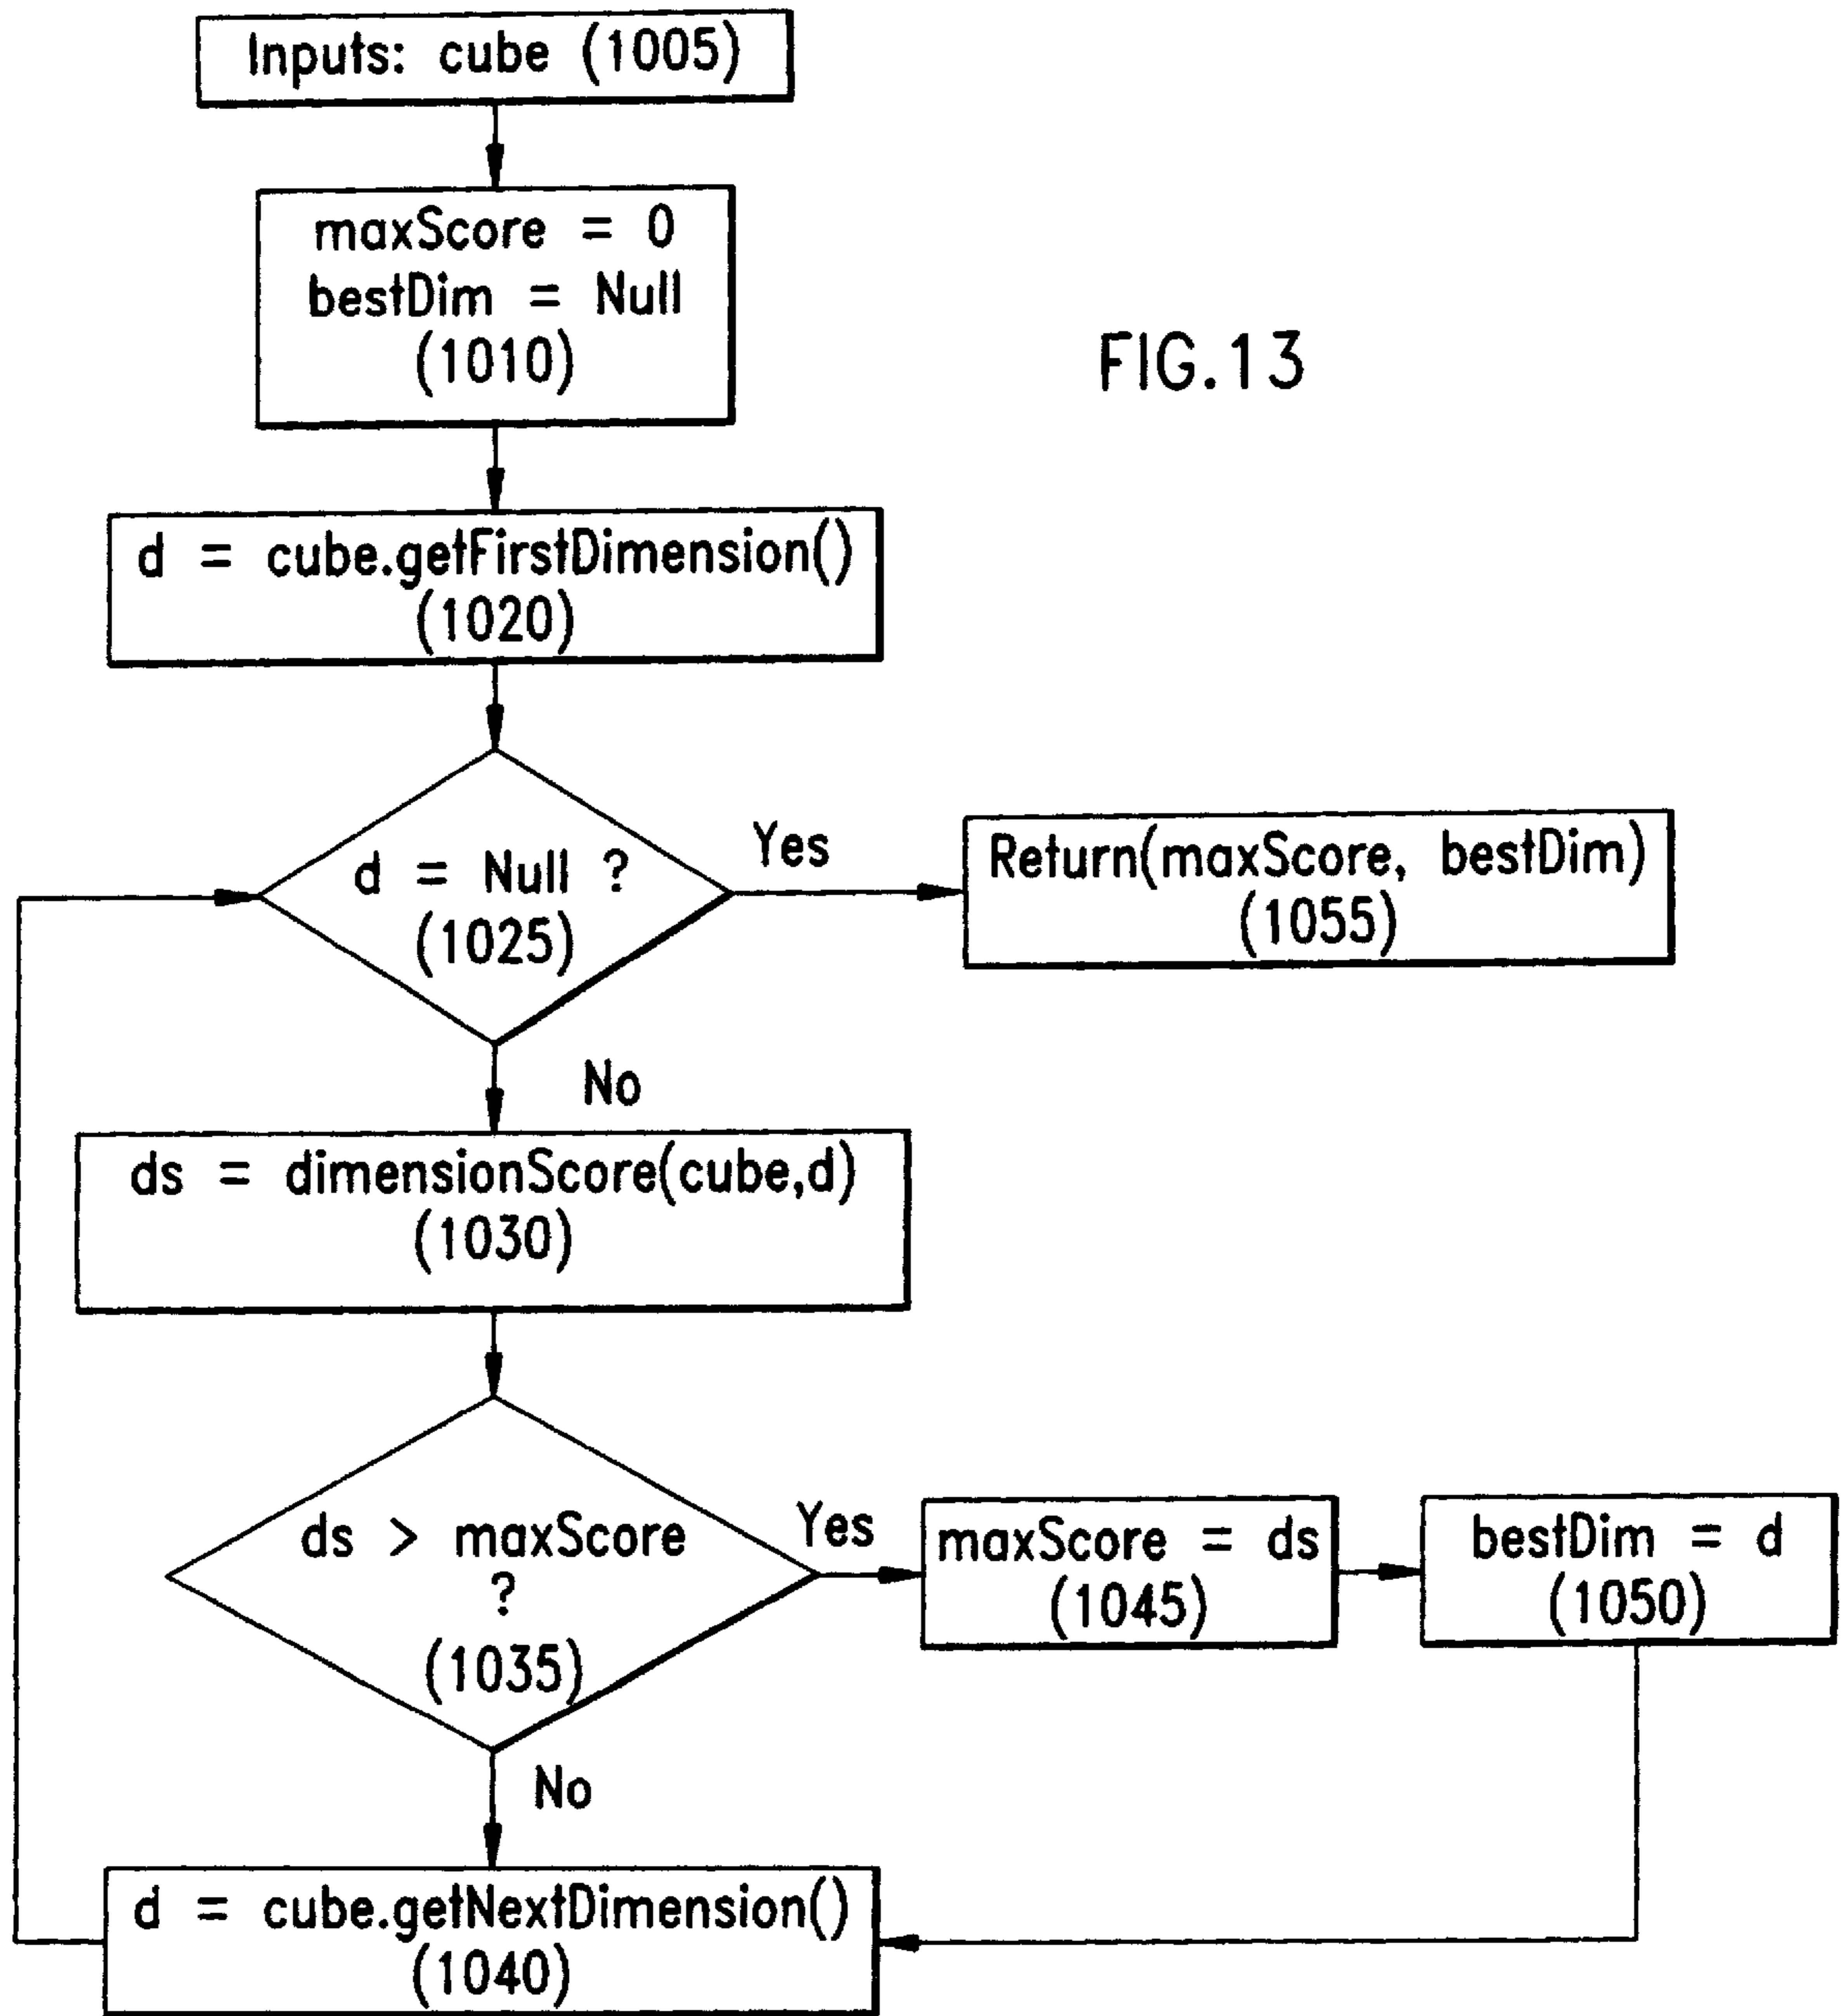 Inputs: cube (1005)
maxScore = 0
bestDim = Null
(1010)
FIG.13
d = cube.getFirstDimension()
(1020)
d = Null ?
(1025)
Yes
Return(maxScore, bestDim)
(1055)
No
ds = dimensionScore(cube,d)
(1030)
ds > maxScore
?
(1035)
Yes
maxScore = ds
(1045)
bestDim = d
(1050)
No
d = cube.getNextDimension()
(1040)